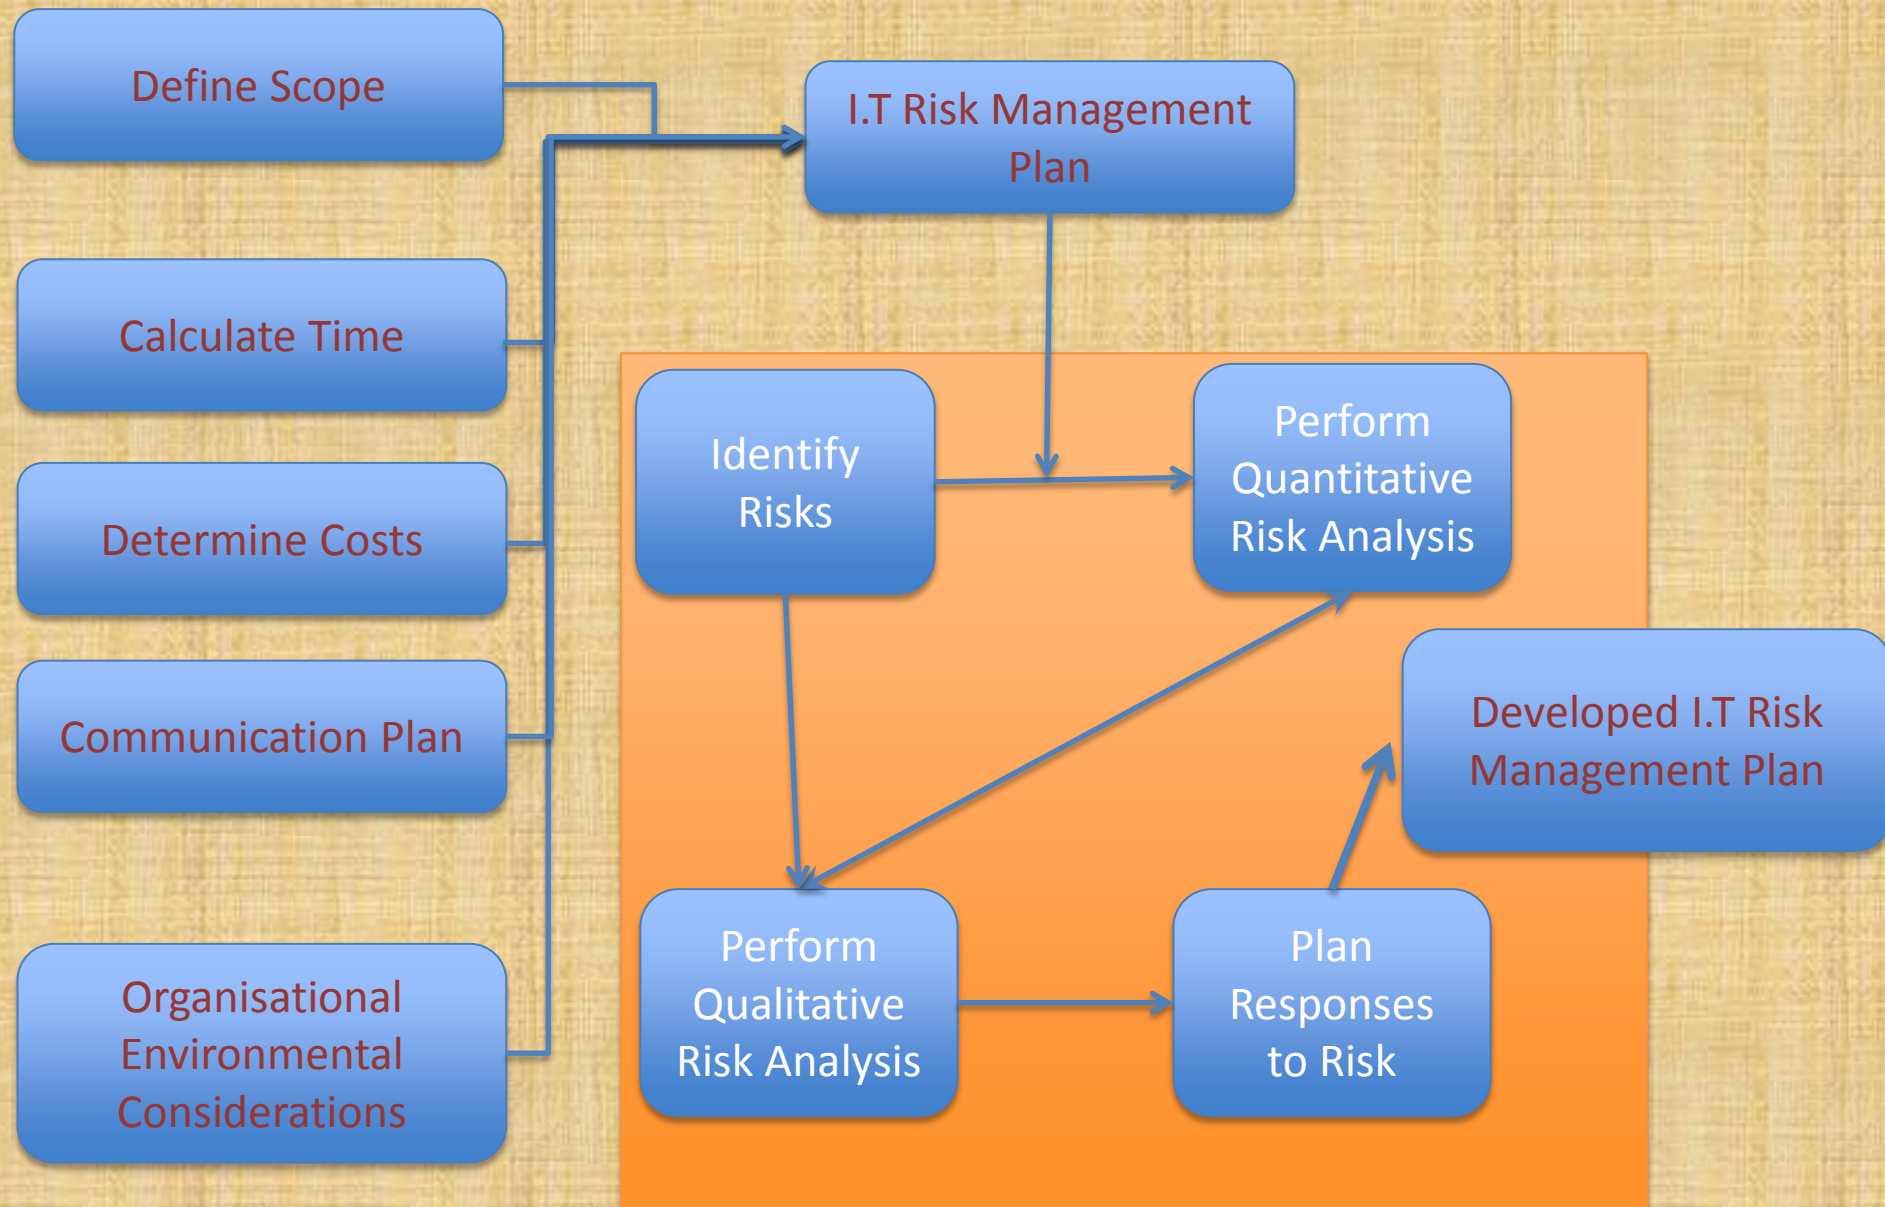 Define Scope
I.T Risk Management
Plan
Calculate Time
Determine Costs
Communication Plan
Organisational
Environmental
Considerations
Identify
Risks
Perform
Quantitative
Risk Analysis
Perform
Qualitative
Risk Analysis
Plan
Responses
to Risk
Developed I.T Risk
Management Plan